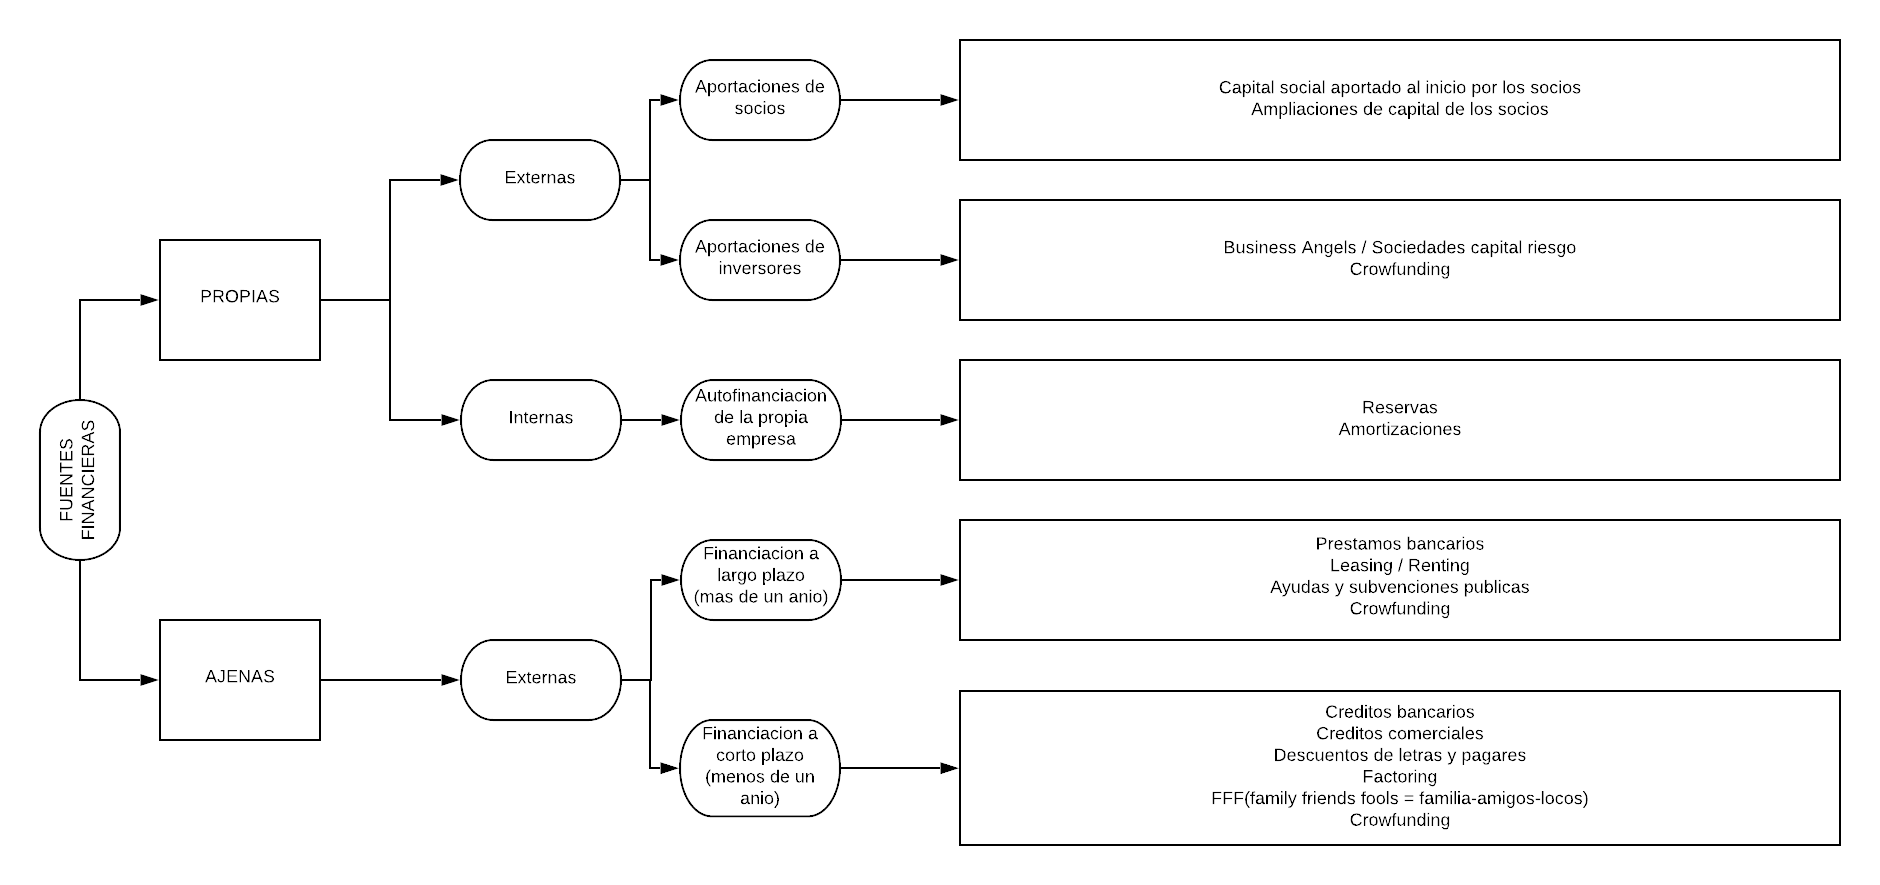 FUENTES
FINANCIERAS
PROPIAS
Externas
Aportaciones de
socios
Capital social aportado al inicio por los socios
Ampliaciones de capital de los socios
Aportaciones de
inversores
Business Angels / Sociedades capital riesgo
Crowfunding
Internas
Autofinanciacion
de la propia
empresa
Reservas
Amortizaciones
AJENAS
Externas
Financiacion a
largo plazo
(mas de un anio)
Prestamos bancarios
Leasing / Renting
Ayudas y subvenciones publicas
Crowfunding
Financiacion a
corto plazo
(menos de un
anio)
Creditos bancarios
Creditos comerciales
Descuentos de letras y pagares
Factoring
FFF(family friends fools = familia-amigos-locos)
Crowfunding